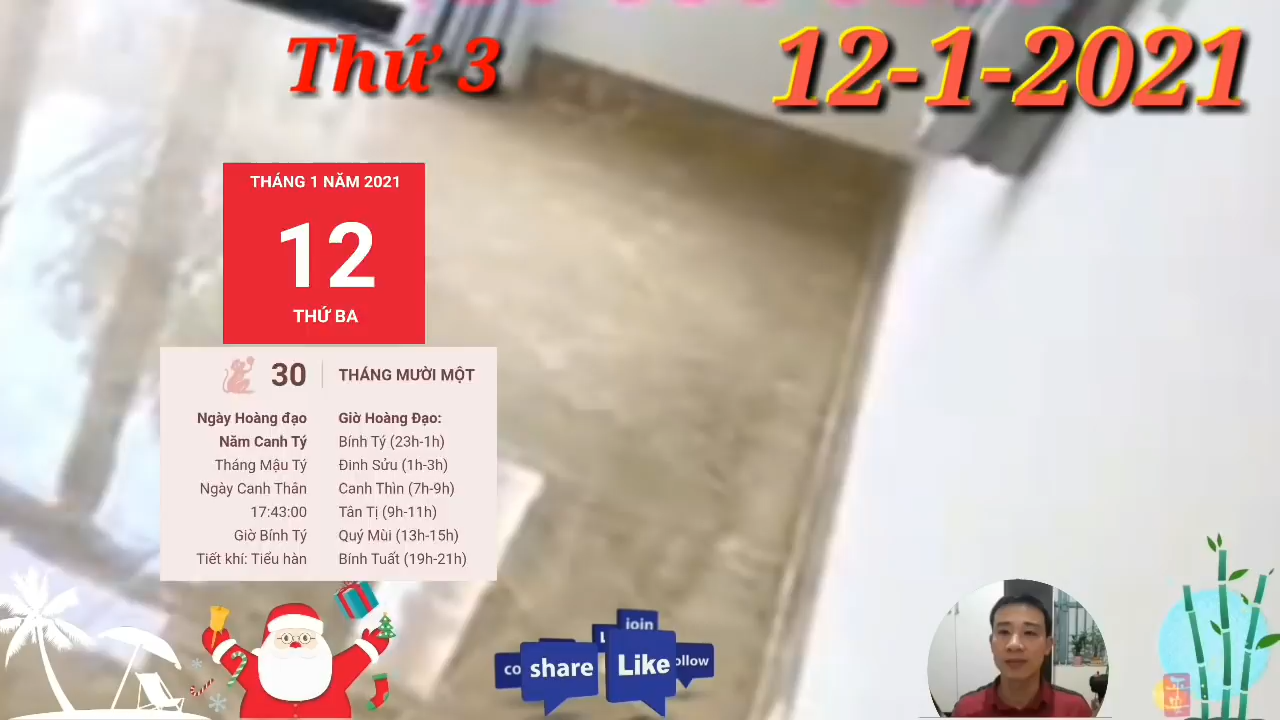 Thứ 3
12-1-2021
THÁNG 1 NĂM 2021
12
THỨ BA
30
THÁNG MƯỜI MỘT
Ngày Hoàng đạo
Năm Canh Tý
Tháng Mậu Tý
Ngày Canh Thân
17:43:00
Giờ Bính Tý
Tiết khí: Tiểu hàn
Giờ Hoàng Đạo:
Bính Tý (23h-1h)
Đinh Sửu (1h-3h)
Canh Thìn (7h-9h)
Tân Tị (9h-11h)
Quý Mùi (13h-15h)
Bính Tuất (19h-21h)
join
share
Like
ollow
co